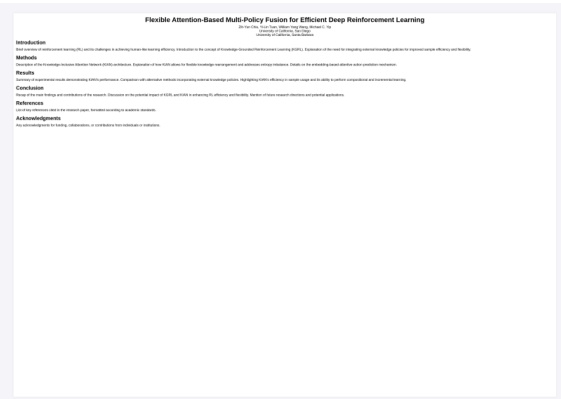 Flexible Attention-Based Multi-Policy Fusion for Efficient Deep Reinforcement Learning
Zih-Yun Chiu, Yi-Lin Tuan, William Yang Wang, Michael C. Yip
University of California, San Diego
University of California, Santa Barbara
Introduction
Brief overview of reinforcement learning (RL) and its challenges in achieving human-like learning efficiency. Introduction to the concept of Knowledge-Grounded Reinforcement Learning (KGRL). Explanation of the need for integrating external knowledge policies for improved sample efficiency and flexibility.
Methods
Description of the Knowledge-Inclusive Attention Network (KIAN) architecture. Explanation of how KIAN allows for flexible knowledge rearrangement and addresses entropy imbalance. Details on the embedding-based attentive action prediction mechanism.
Results
Summary of experimental results demonstrating KIAN's performance. Comparison with alternative methods incorporating external knowledge policies. Highlighting KIAN's efficiency in sample usage and its ability to perform compositional and incremental learning.
Conclusion
Recap of the main findings and contributions of the research. Discussion on the potential impact of KGRL and KIAN in enhancing RL efficiency and flexibility. Mention of future research directions and potential applications.
References
List of key references cited in the research paper, formatted according to academic standards.
Acknowledgments
Any acknowledgments for funding, collaborations, or contributions from individuals or institutions.